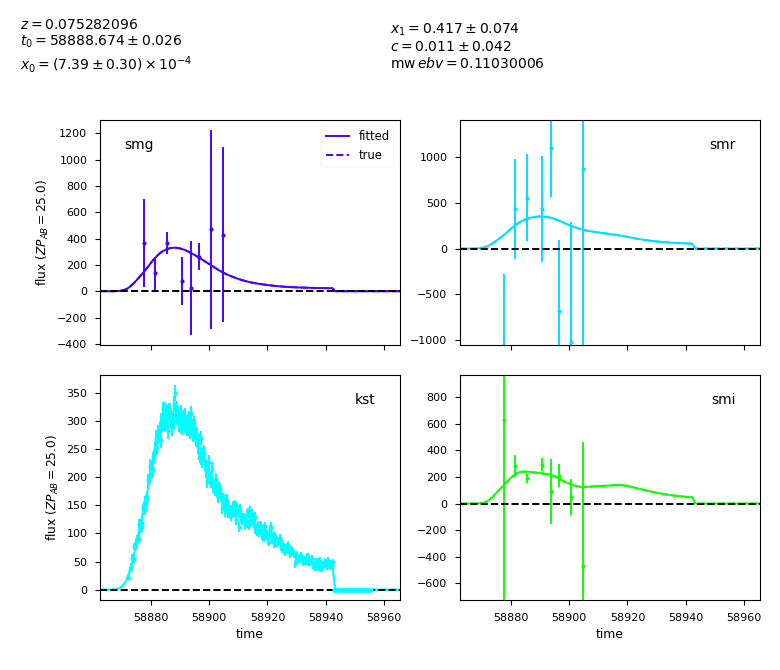 z = 0.075282096
t₀ = 58888.674 ± 0.026
x₀ = (7.39 ± 0.30) × 10⁻⁴
x₁ = 0.417 ± 0.074
c = 0.011 ± 0.042
mw ebv = 0.11030006
smg
fitted
true
1200
1000
800
600
400
200
0
−200
−400
flux (ZP_AB = 25.0)
smr
1000
500
0
−500
−1000
kst
350
300
250
200
150
100
50
0
flux (ZP_AB = 25.0)
58880
58900
58920
58940
58960
time
smi
800
600
400
200
0
−200
−400
−600
58880
58900
58920
58940
58960
time